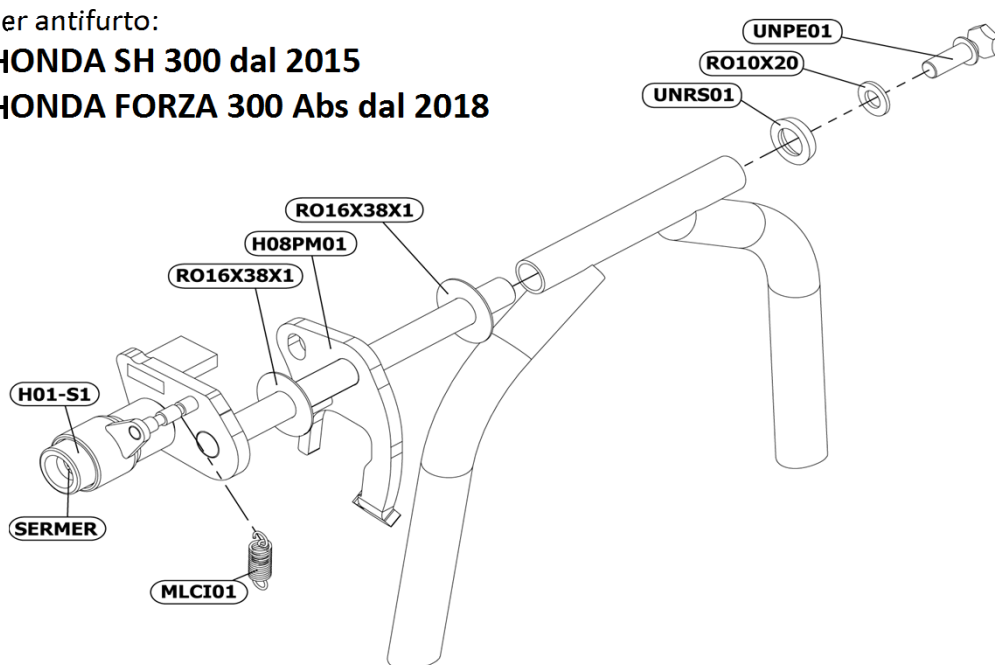 er antifurto:
HONDA SH 300 dal 2015
HONDA FORZA 300 Abs dal 2018
UNPE01
RO10X20
UNRS01
RO16X38X1
H08PM01
RO16X38X1
H01-S1
SERMER
MLCI01